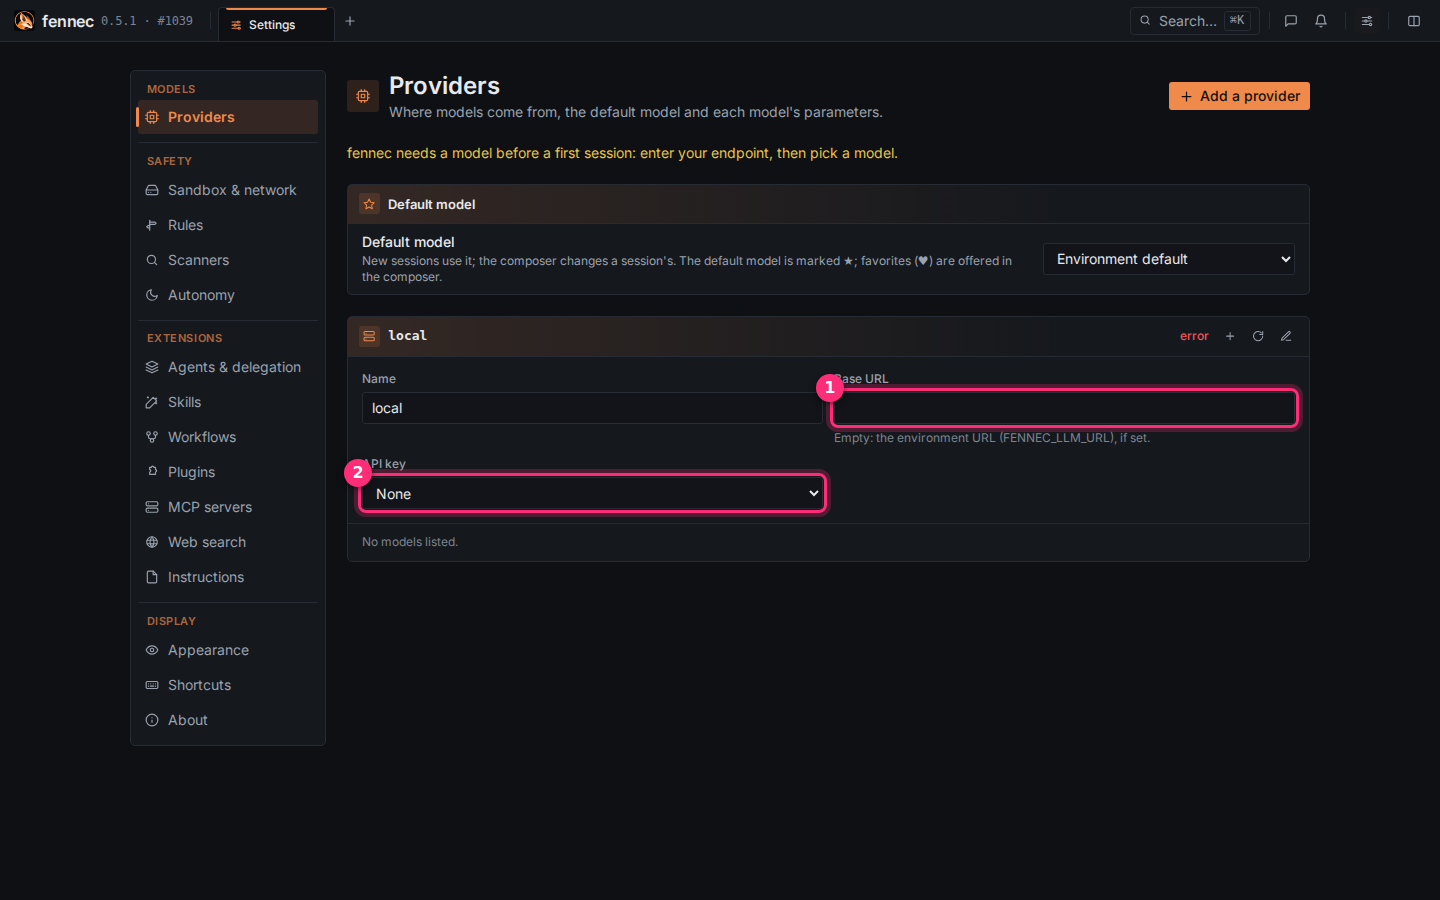 fennec 0.5.1 · #1039
Settings
Search... ⌘K
MODELS
Providers
SAFETY
Sandbox & network
Rules
Scanners
Autonomy
EXTENSIONS
Agents & delegation
Skills
Workflows
Plugins
MCP servers
Web search
Instructions
DISPLAY
Appearance
Shortcuts
About
Providers
Where models come from, the default model and each model's parameters.
+ Add a provider
fennec needs a model before a first session: enter your endpoint, then pick a model.
Default model
Default model
New sessions use it; the composer changes a session's. The default model is marked ★; favorites (♥) are offered in
the composer.
Environment default
local
error
Name
local
1
Base URL
Empty: the environment URL (FENNEC_LLM_URL), if set.
2
API key
None
No models listed.